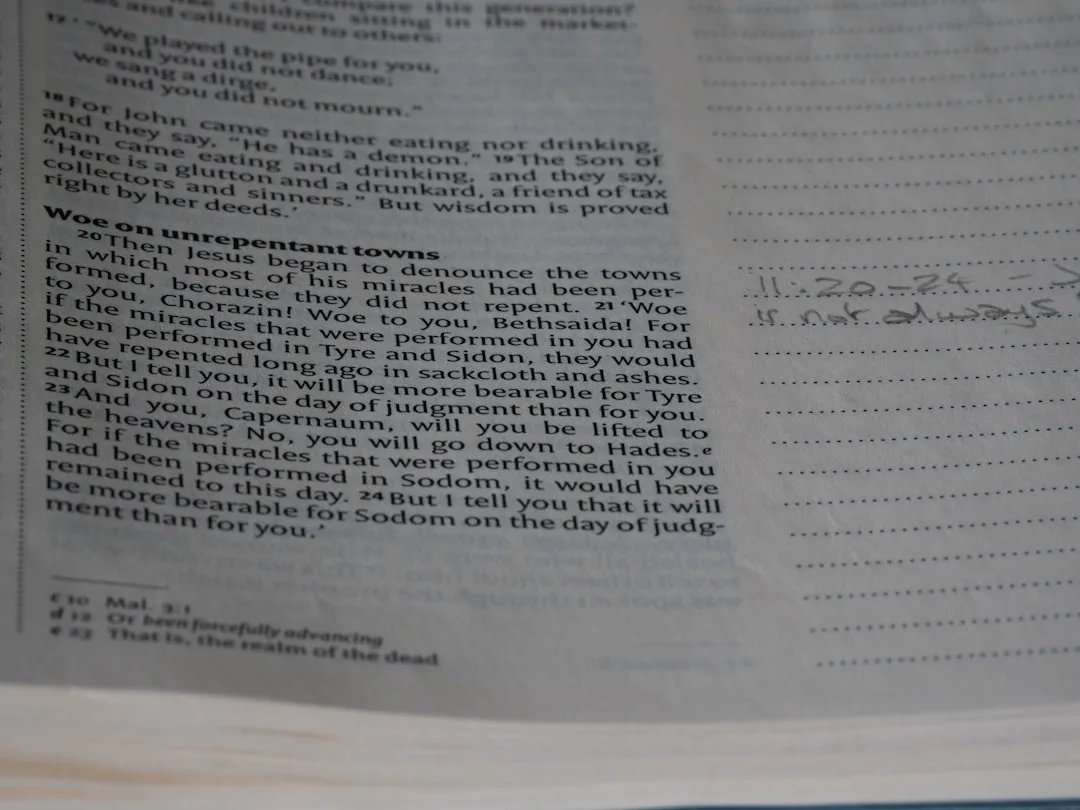 compare this generation?
children sitting in the market-
and calling out to others:
17 ‘ “We played the pipe for you,
and you did not dance;
we sang a dirge,
and you did not mourn.”
18 For John came neither eating nor drinking,
and they say, “He has a demon.” 19 The Son of
Man came eating and drinking, and they say,
“Here is a glutton and a drunkard, a friend of tax
collectors and sinners.” But wisdom is proved
right by her deeds.’
Woe on unrepentant towns
20 Then Jesus began to denounce the towns
in which most of his miracles had been per-
formed, because they did not repent. 21 ‘Woe
to you, Chorazin! Woe to you, Bethsaida! For
if the miracles that were performed in you had
been performed in Tyre and Sidon, they would
have repented long ago in sackcloth and ashes.
22 But I tell you, it will be more bearable for Tyre
and Sidon on the day of judgment than for you.
23 And you, Capernaum, will you be lifted to
the heavens? No, you will go down to Hades.e
For if the miracles that were performed in you
had been performed in Sodom, it would have
remained to this day. 24 But I tell you that it will
be more bearable for Sodom on the day of judg-
ment than for you.’
c 10 Mal. 3:1
d 12 Or been forcefully advancing
e 23 That is, the realm of the dead
11:20-24 ->
is not always